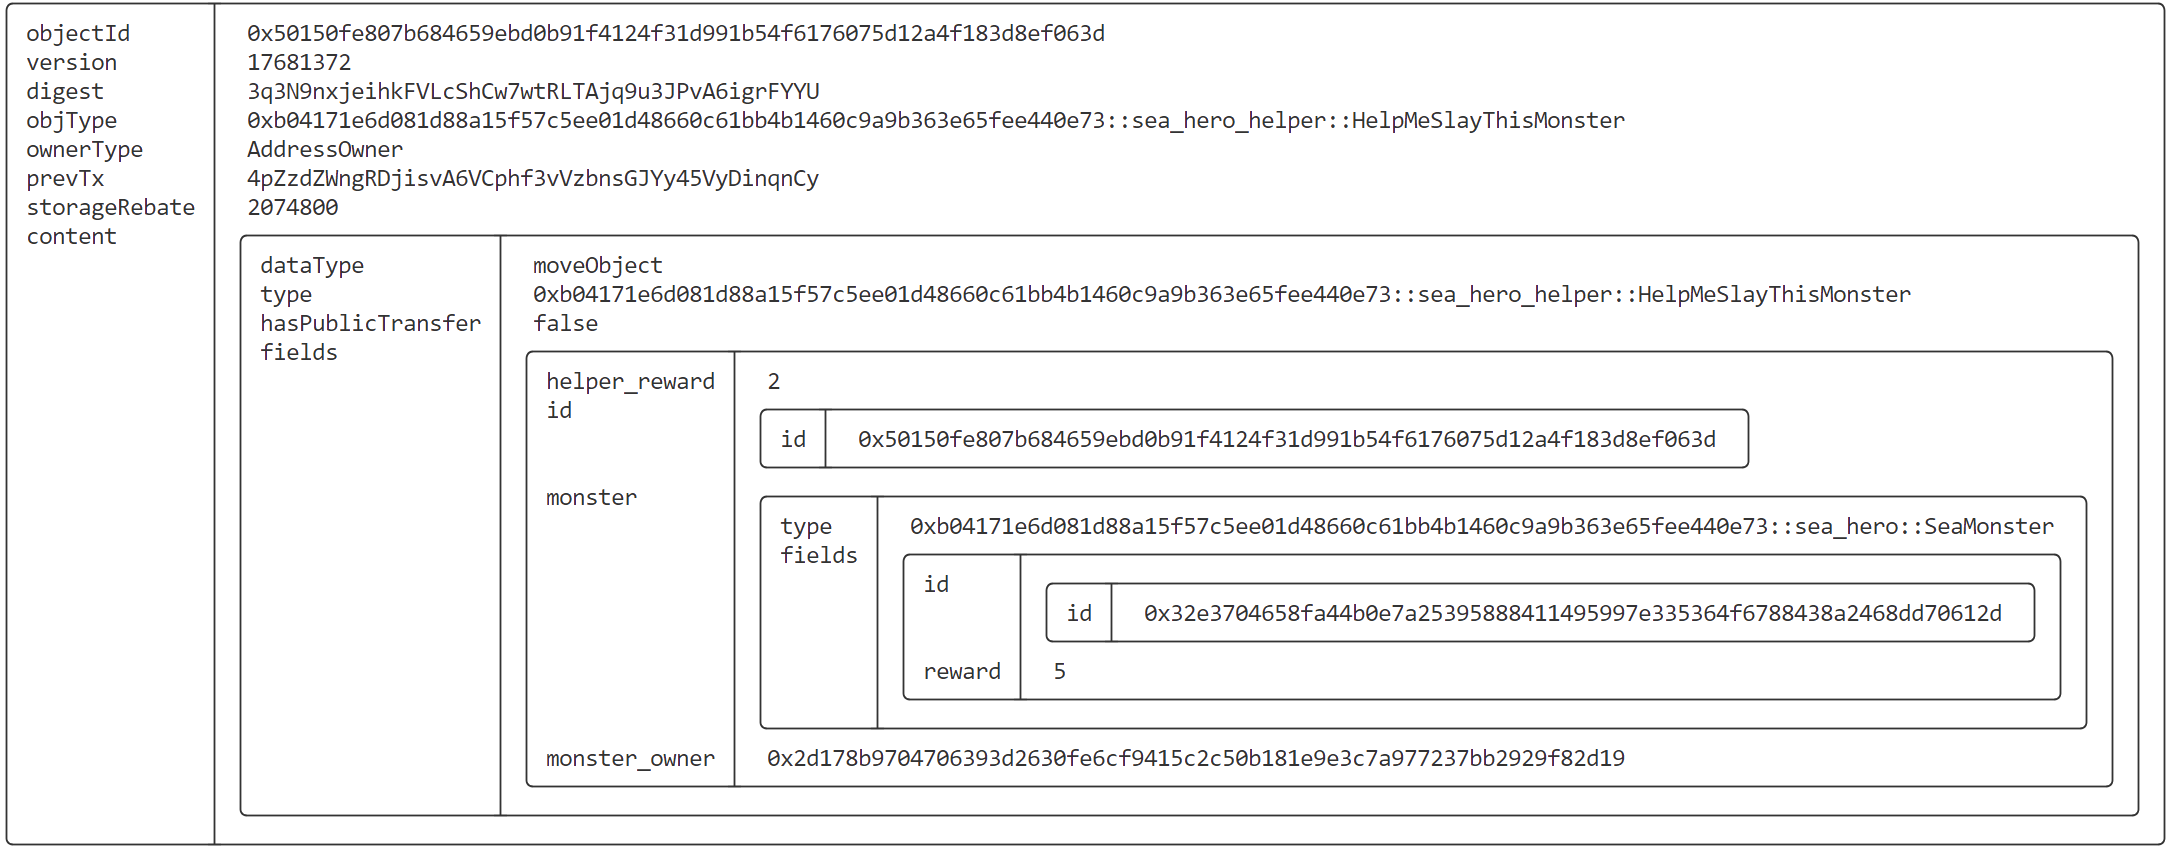 objectId 0x50150fe807b684659ebd0b91f4124f31d991b54f6176075d12a4f183d8ef063d
version 17681372
digest 3q3N9nxjeihkFVLcShCw7wtRLTAjq9u3JPvA6igrFYYU
objType 0xb04171e6d081d88a15f57c5ee01d48660c61bb4b1460c9a9b363e65fee440e73::sea_hero_helper::HelpMeSlayThisMonster
ownerType AddressOwner
prevTx 4pZzdZWngRDjisvA6VCphf3vVzbnsGJYy45VyDinqnCy
storageRebate 2074800
content
dataType moveObject
type 0xb04171e6d081d88a15f57c5ee01d48660c61bb4b1460c9a9b363e65fee440e73::sea_hero_helper::HelpMeSlayThisMonster
hasPublicTransfer false
fields
helper_reward 2
id
id 0x50150fe807b684659ebd0b91f4124f31d991b54f6176075d12a4f183d8ef063d
monster
type 0xb04171e6d081d88a15f57c5ee01d48660c61bb4b1460c9a9b363e65fee440e73::sea_hero::SeaMonster
fields
id
id 0x32e3704658fa44b0e7a25395888411495997e335364f6788438a2468dd70612d
reward 5
monster_owner 0x2d178b9704706393d2630fe6cf9415c2c50b181e9e3c7a977237bb2929f82d19